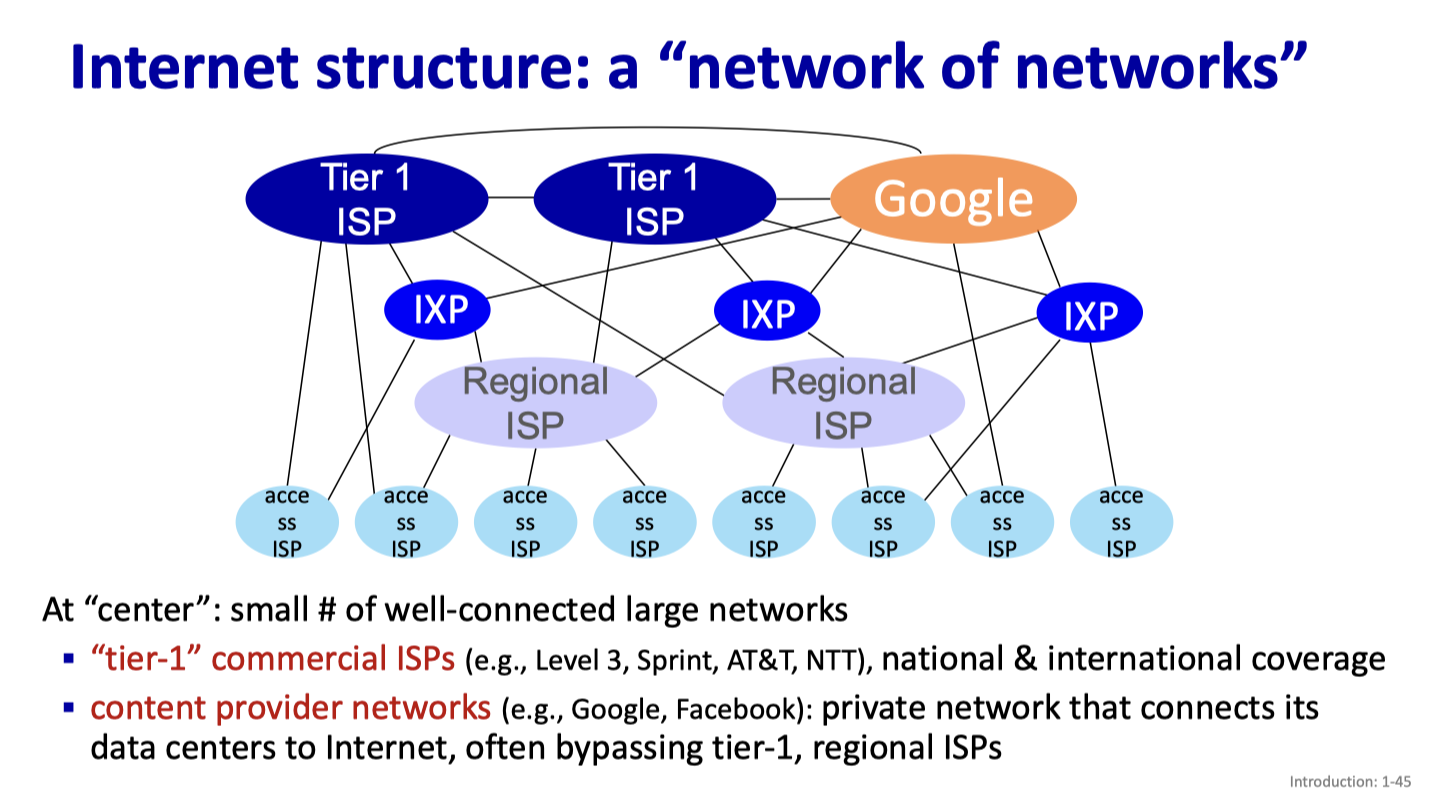 Internet structure: a “network of networks”
Tier 1
ISP
Tier 1
ISP
Google
IXP
IXP
IXP
Regional
ISP
Regional
ISP
acce
ss
ISP
acce
ss
ISP
acce
ss
ISP
acce
ss
ISP
acce
ss
ISP
acce
ss
ISP
acce
ss
ISP
acce
ss
ISP
At “center”: small # of well-connected large networks
▪ “tier-1” commercial ISPs (e.g., Level 3, Sprint, AT&T, NTT), national & international coverage
▪ content provider networks (e.g., Google, Facebook): private network that connects its
data centers to Internet, often bypassing tier-1, regional ISPs
Introduction: 1-45